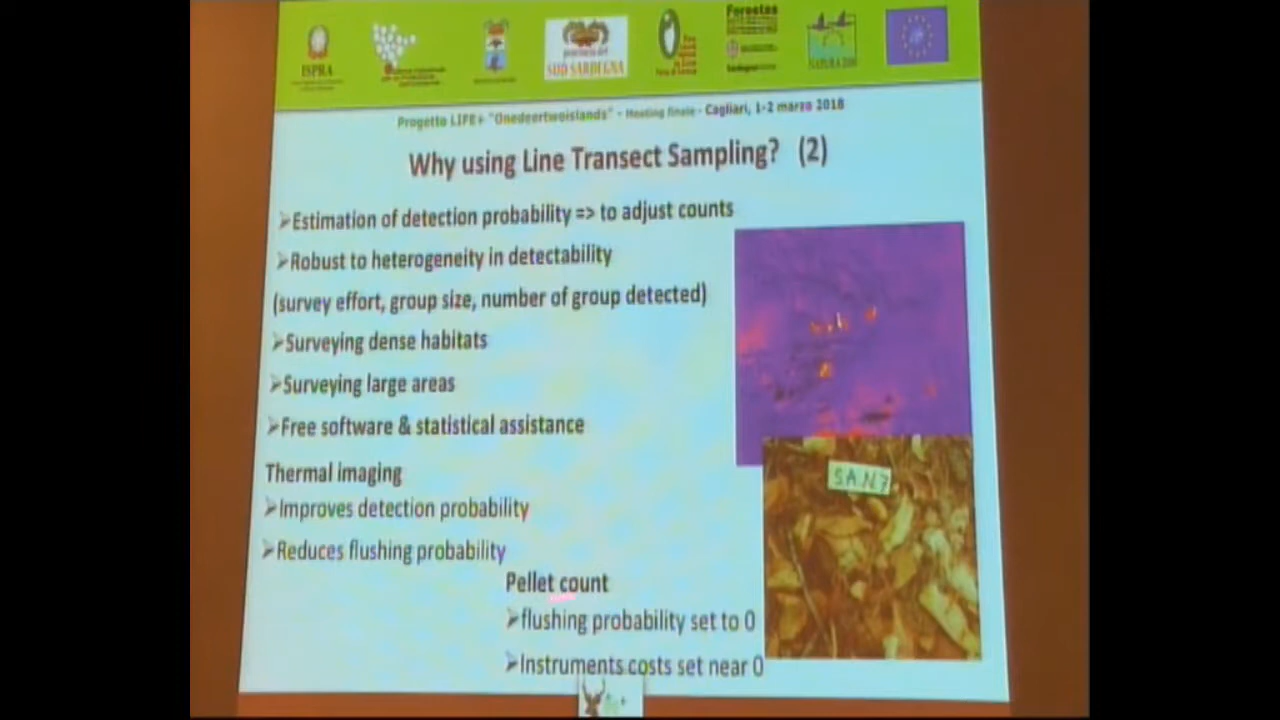 ISPRA
SUD SARDEGNA
Forestas
NATURA 2000
Progetto LIFE+ "Onedeertwoislands" - Meeting finale - Cagliari, 1-2 marzo 2018
Why using Line Transect Sampling? (2)
➢Estimation of detection probability => to adjust counts
➢Robust to heterogeneity in detectability
(survey effort, group size, number of group detected)
➢Surveying dense habitats
➢Surveying large areas
➢Free software & statistical assistance
Thermal imaging
➢Improves detection probability
➢Reduces flushing probability
Pellet count
➢flushing probability set to 0
➢Instruments costs set near 0
SA.N.7